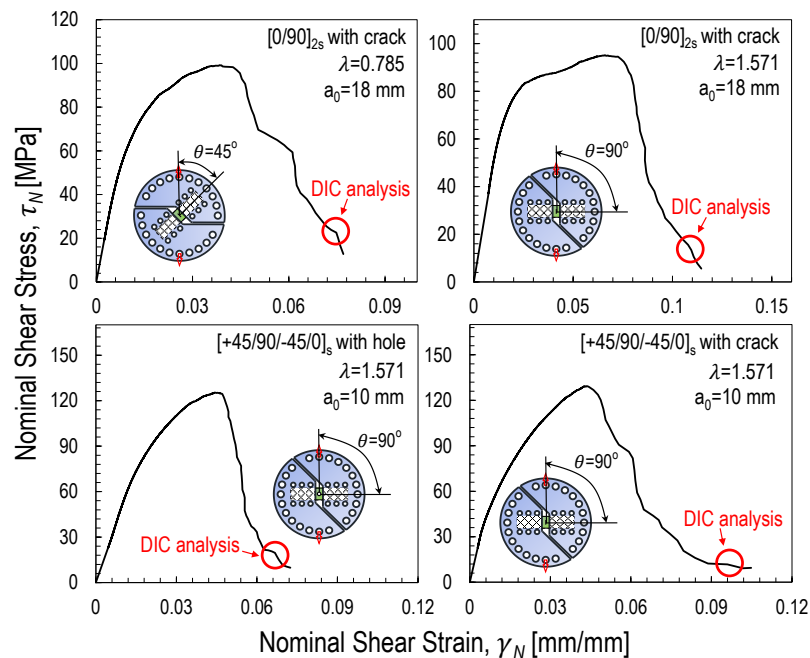 Nominal Shear Stress, τN [MPa]
[0/90]2s with crack
λ=0.785
a0=18 mm
θ=45o
DIC analysis
120
100
80
60
40
20
0
0
0.03
0.06
0.09
[0/90]2s with crack
λ=1.571
a0=18 mm
θ=90o
DIC analysis
100
80
60
40
20
0
0
0.05
0.1
0.15
[+45/90/-45/0]s with hole
λ=1.571
a0=10 mm
θ=90o
DIC analysis
150
120
90
60
30
0
0
0.03
0.06
0.09
0.12
[+45/90/-45/0]s with crack
λ=1.571
a0=10 mm
θ=90o
DIC analysis
150
120
90
60
30
0
0
0.03
0.06
0.09
0.12
Nominal Shear Strain, γN [mm/mm]